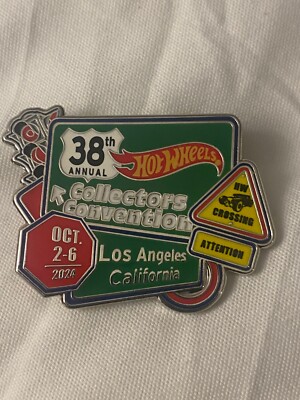 38th
ANNUAL
HOT WHEELS
Collectors
Convention
OCT.
2-6
2024
Los Angeles
California
HW
CROSSING
ATTENTION